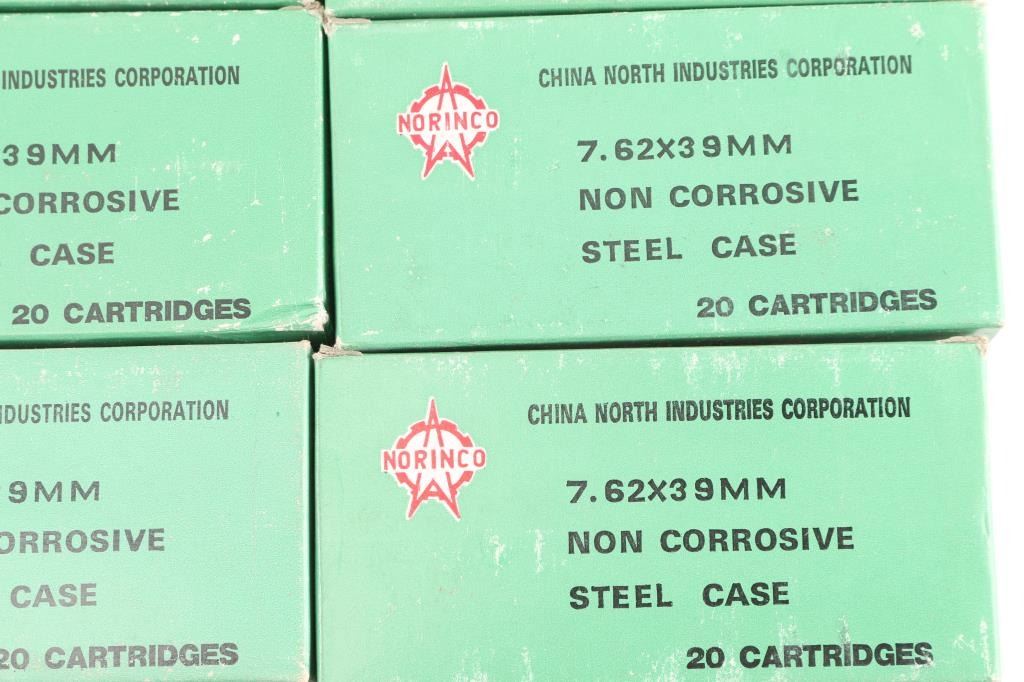 INDUSTRIES CORPORATION
39MM
CORROSIVE
CASE
20 CARTRIDGES
CHINA NORTH INDUSTRIES CORPORATION
NORINCO
7.62X39MM
NON CORROSIVE
STEEL CASE
20 CARTRIDGES
INDUSTRIES CORPORATION
9MM
ORROSIVE
CASE
20 CARTRIDGES
CHINA NORTH INDUSTRIES CORPORATION
NORINCO
7.62X39MM
NON CORROSIVE
STEEL CASE
20 CARTRIDGES